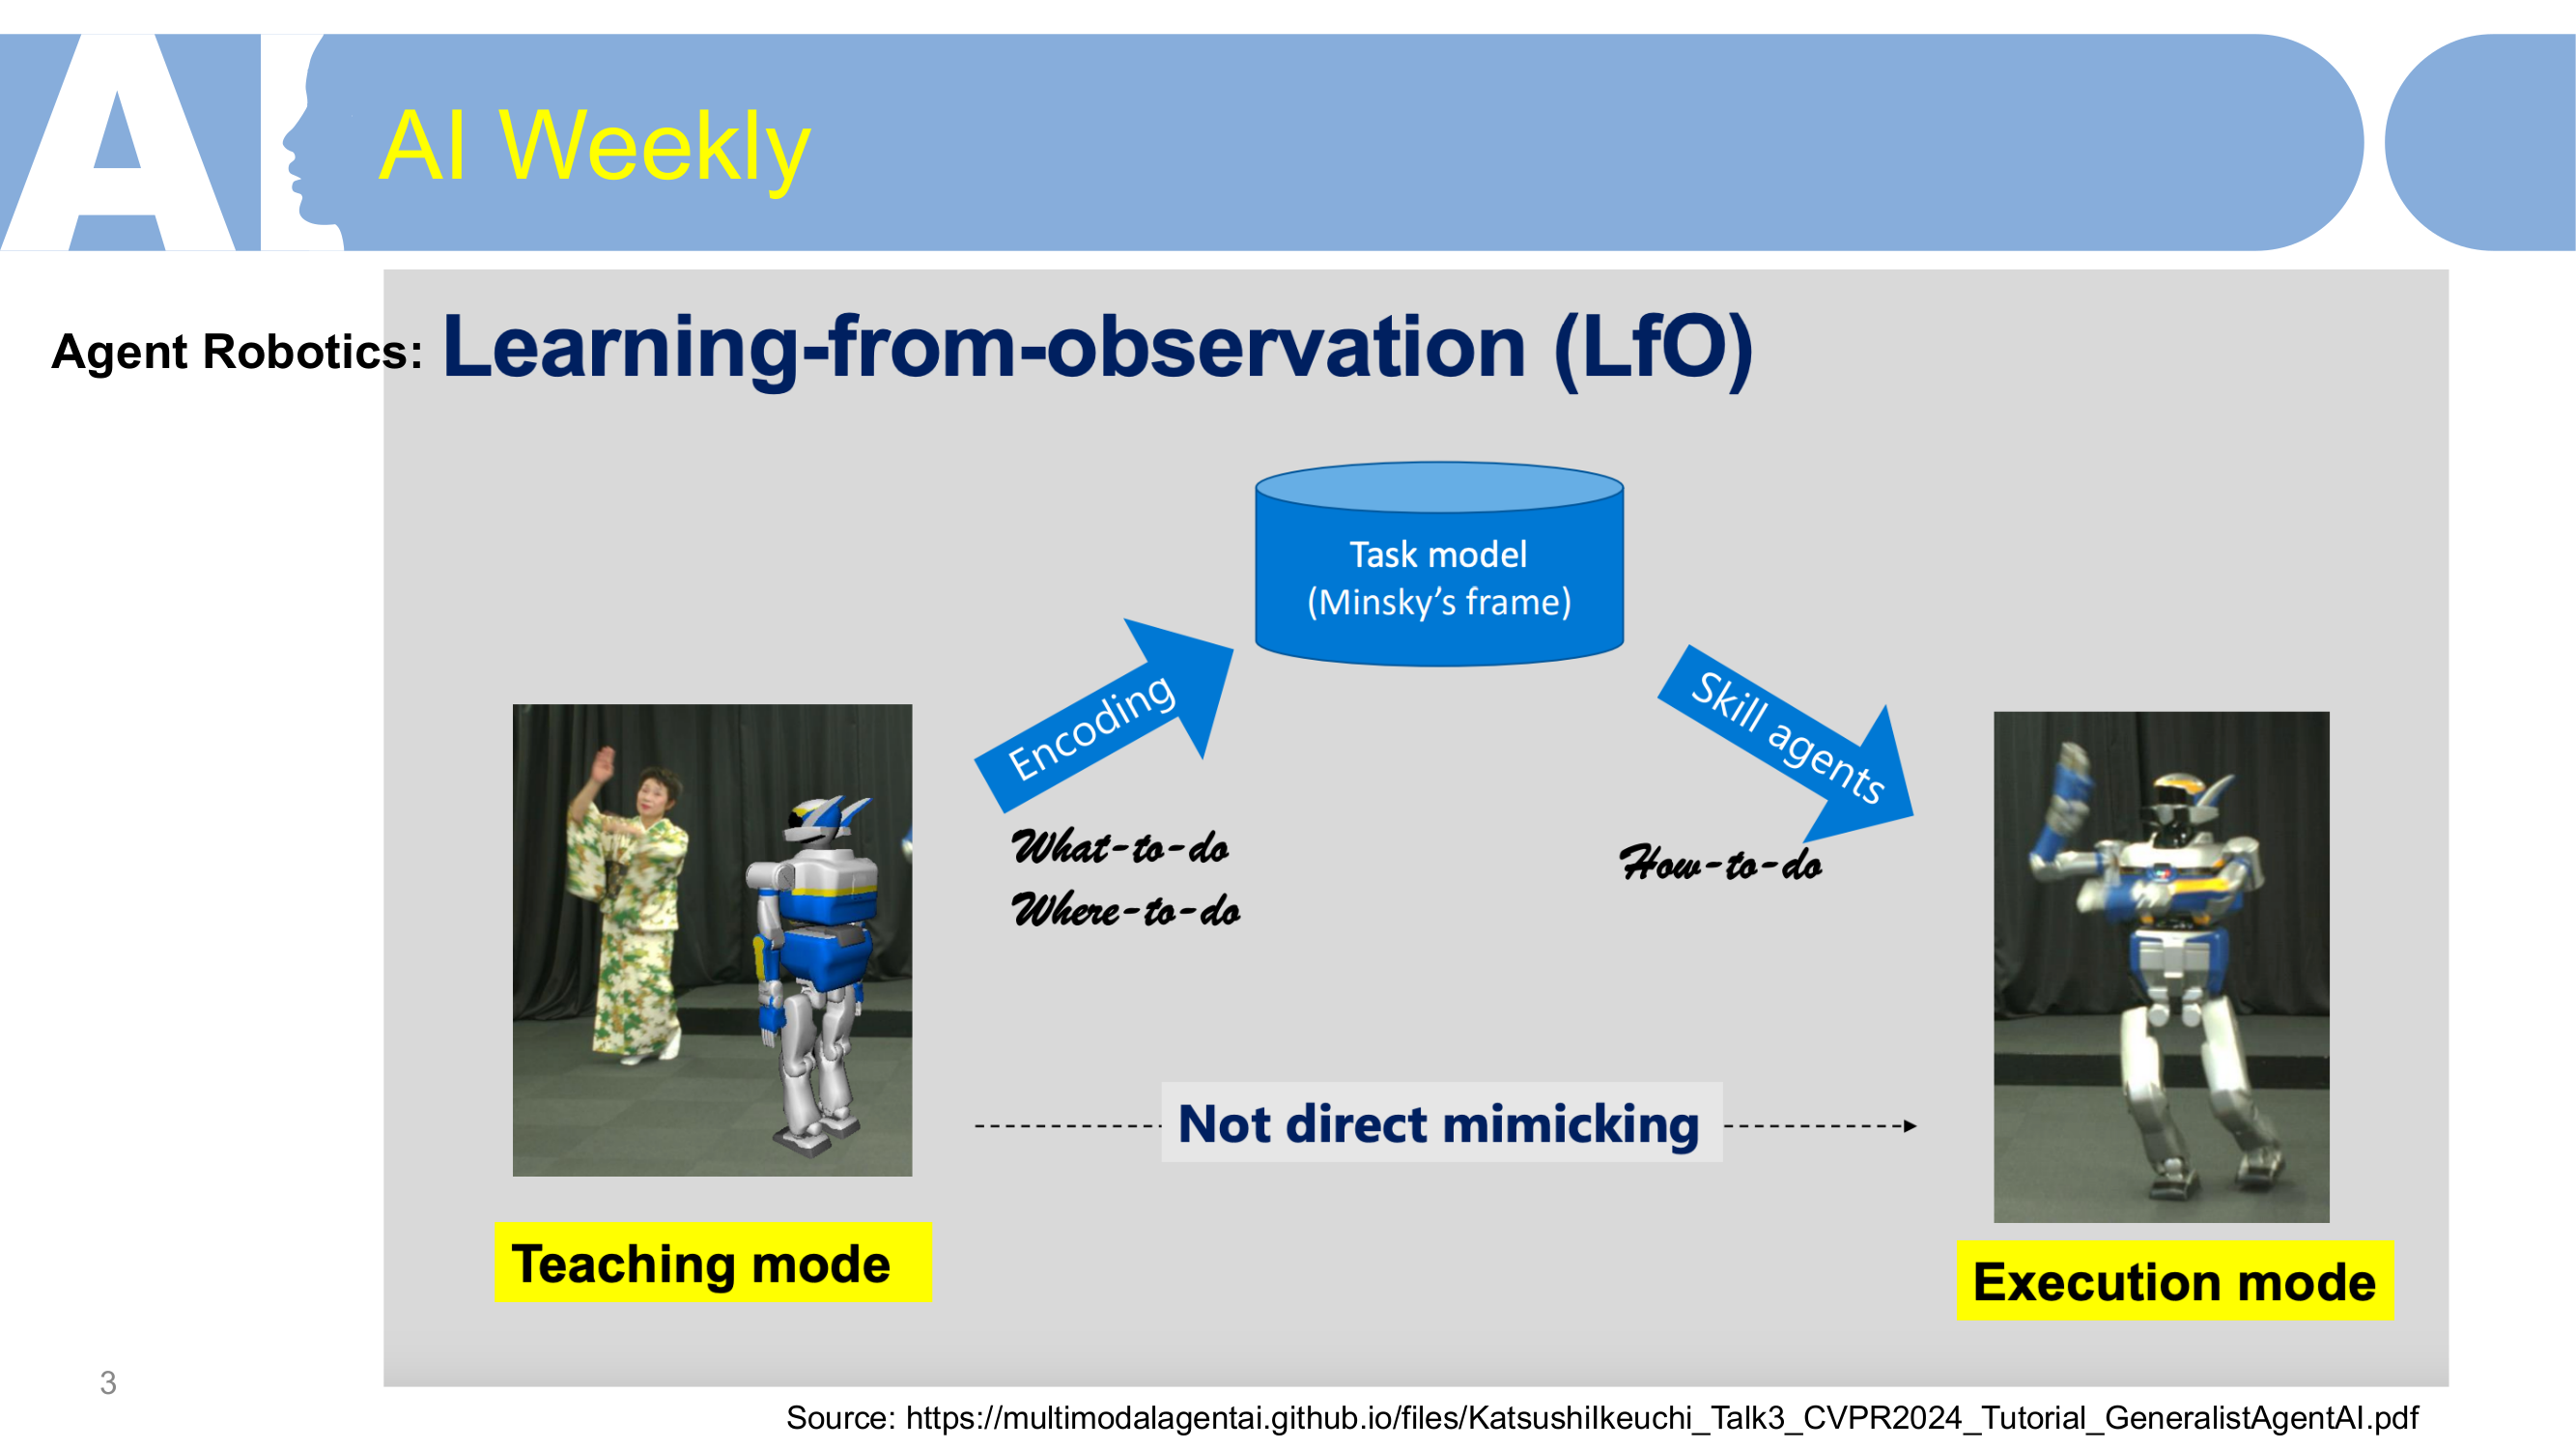 AI
AI Weekly
Agent Robotics: Learning-from-observation (LfO)
Task model
(Minsky’s frame)
Encoding
Skill agents
What-to-do
Where-to-do
How-to-do
Not direct mimicking
Teaching mode
Execution mode
3
Source: https://multimodalagentai.github.io/files/KatsushiIkeuchi_Talk3_CVPR2024_Tutorial_GeneralistAgentAI.pdf